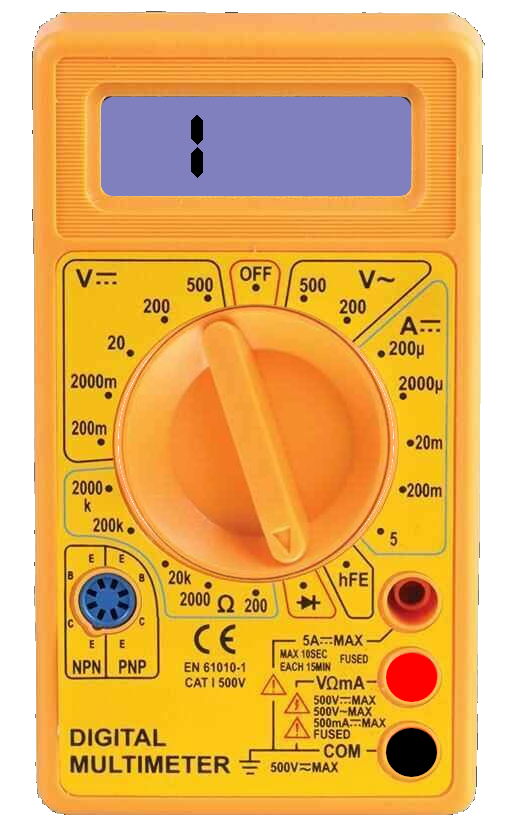 1
OFF
V⎓
500
200
20
2000m
200m
2000
k
200k
20k
2000
Ω
200
500
V~
200
A⎓
200µ
2000µ
20m
200m
5
hFE
E E
B B
C C
E E
NPN PNP
CE
EN 61010-1
CAT I 500V
5A⎓MAX
MAX 10SEC
EACH 15MIN
FUSED
VΩmA
500V⎓MAX
500V~MAX
500mA⎓MAX
FUSED
COM
500V≂MAX
DIGITAL
MULTIMETER